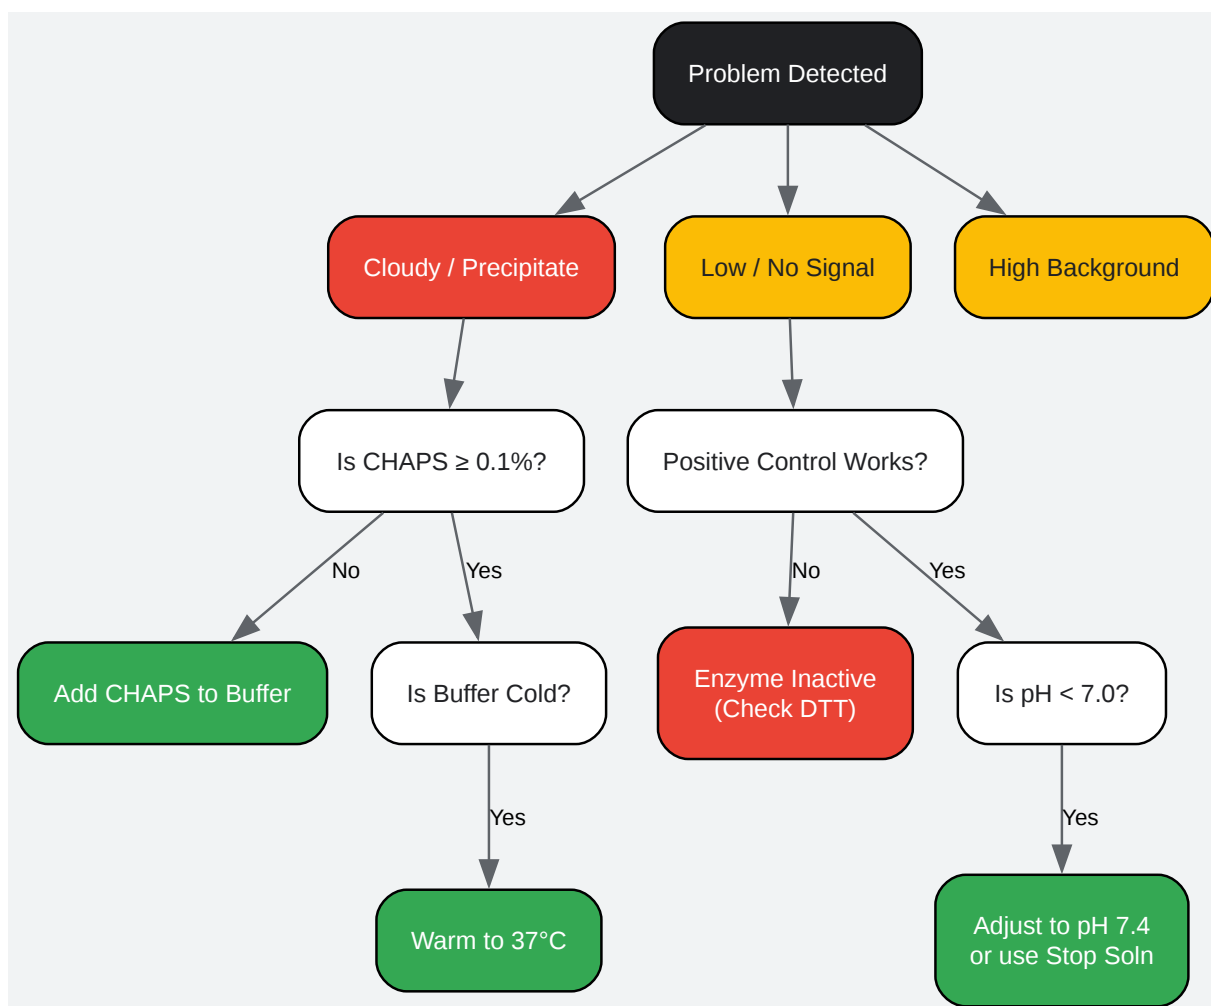 Problem Detected
Cloudy / Precipitate
Low / No Signal
High Background
Is CHAPS ≥ 0.1%?
Positive Control Works?
No
Yes
No
Yes
Add CHAPS to Buffer
Is Buffer Cold?
Enzyme Inactive
(Check DTT)
Is pH < 7.0?
Yes
Yes
Warm to 37°C
Adjust to pH 7.4
or use Stop Soln